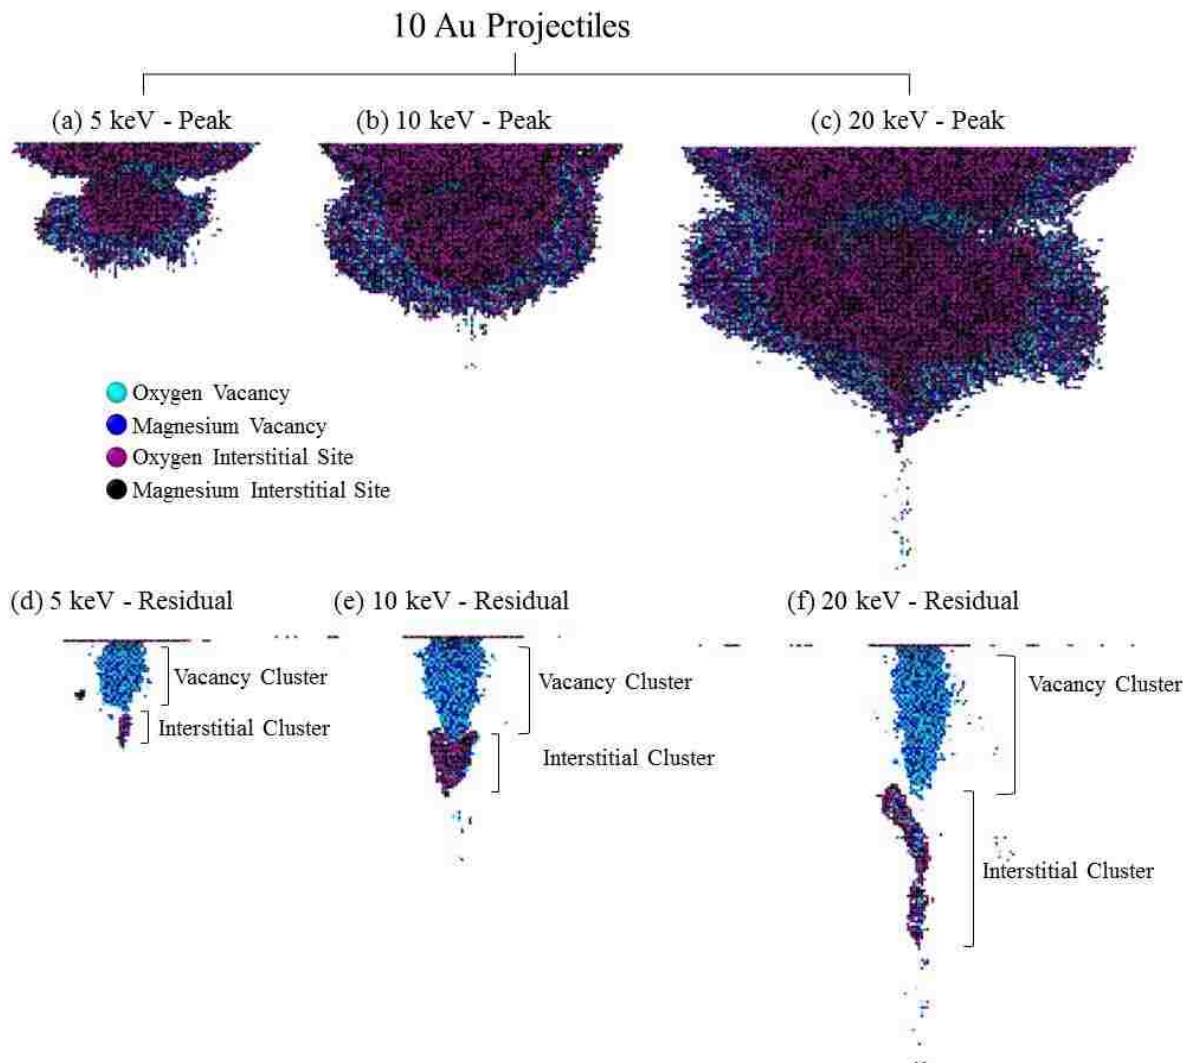 10 Au Projectiles
(a) 5 keV - Peak
(b) 10 keV - Peak
(c) 20 keV - Peak
Oxygen Vacancy
Magnesium Vacancy
Oxygen Interstitial Site
Magnesium Interstitial Site
(d) 5 keV - Residual
(e) 10 keV - Residual
(f) 20 keV - Residual
Vacancy Cluster
Interstitial Cluster
Vacancy Cluster
Interstitial Cluster
Vacancy Cluster
Interstitial Cluster